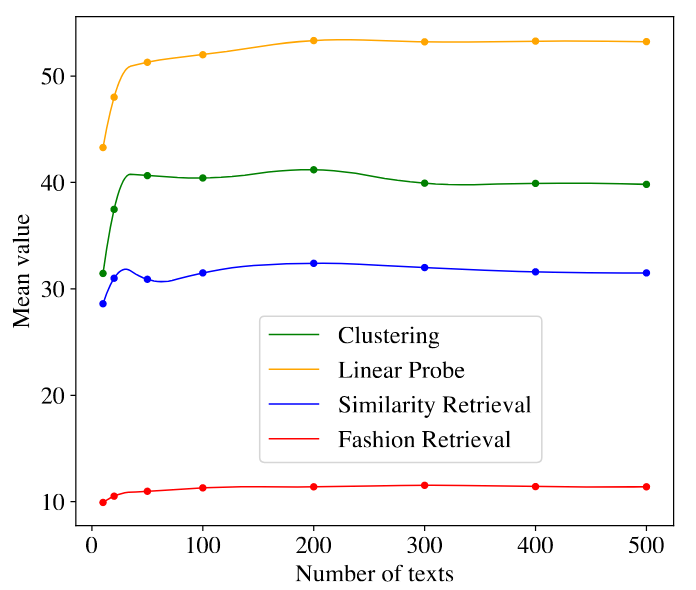 50
40
30
20
10
Mean value
Clustering
Linear Probe
Similarity Retrieval
Fashion Retrieval
0 100 200 300 400 500
Number of texts